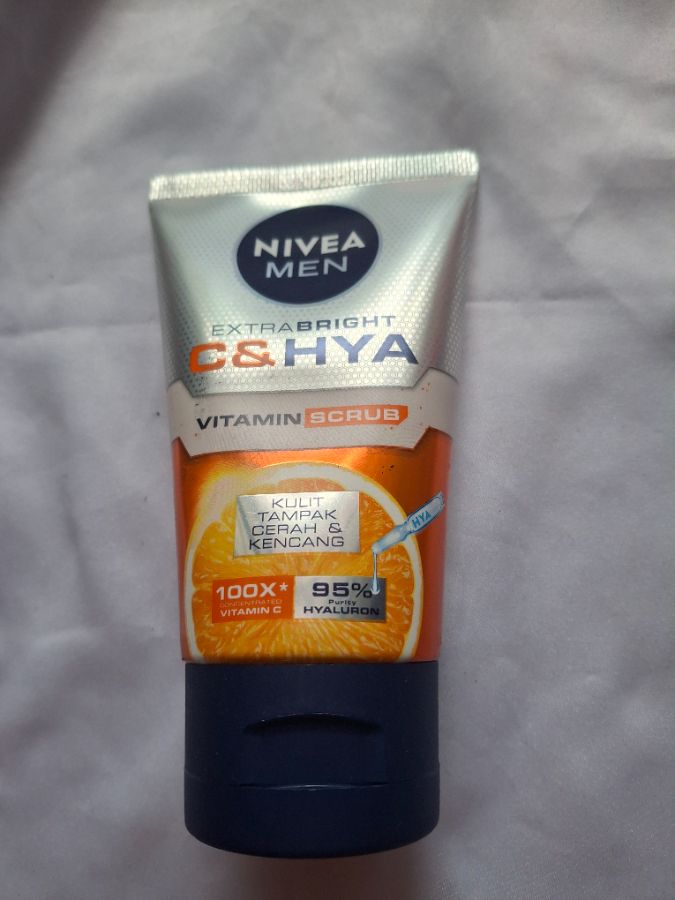 NIVEA
MEN
EXTRABRIGHT
C&HYA
VITAMIN SCRUB
KULIT
TAMPAK
CERAH &
KENCANG
HYA
100X*
CONCENTRATED
VITAMIN C
95%
Purity
HYALURON